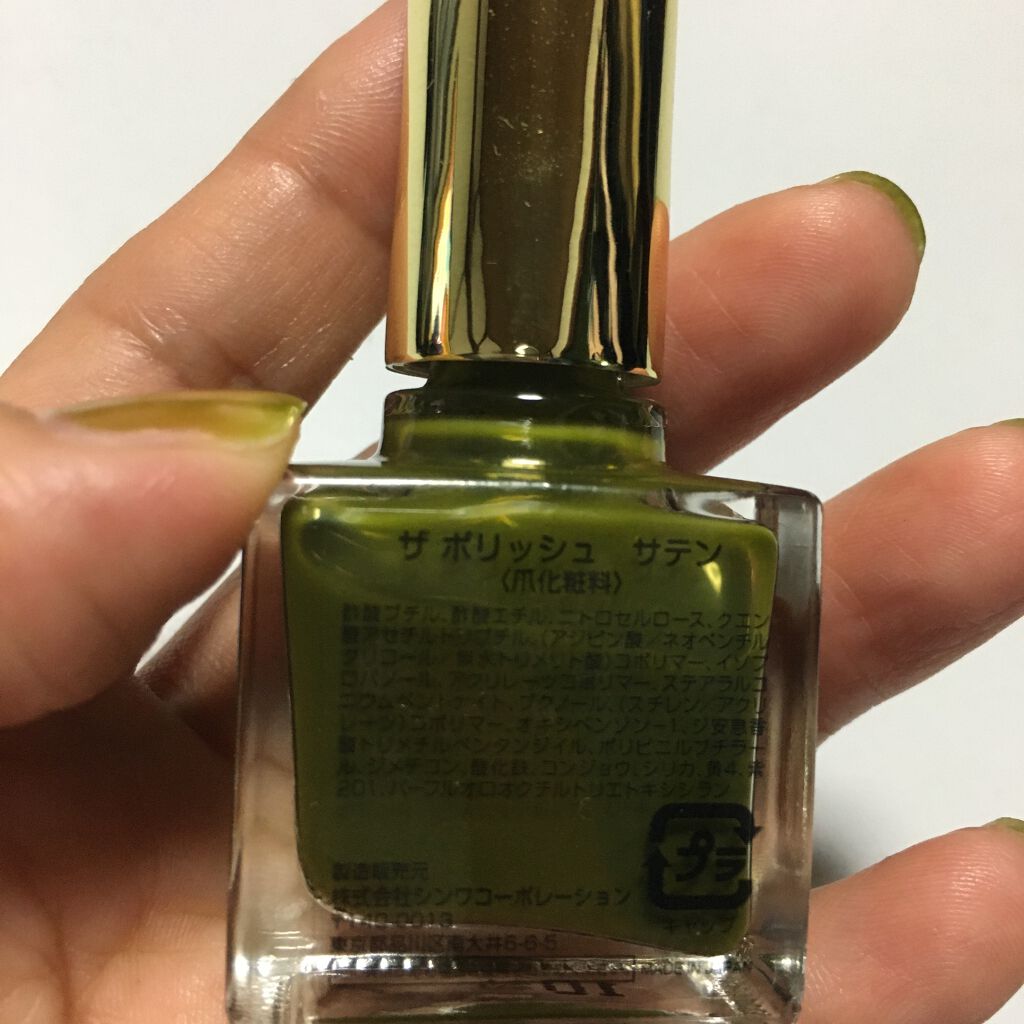 ザ ポリッシュ サテン
〈爪化粧料〉
酢酸ブチル、酢酸エチル、ニトロセルロース、クエン
酸アセチルトリブチル、(アジピン酸/ネオペンチル
グリコール/無水トリメリト酸)コポリマー、イソプ
ロパノール、アクリレーツコポリマー、ステアラルコ
ニウムベントナイト、ブタノール、(スチレン/アクリ
レーツ)コポリマー、オキシベンゾン-1、ジ安息香
酸トリメチルペンタンジイル、ポリビニルブチラー
ル、ジメチコン、酸化鉄、コンジョウ、シリカ、黄4、紫
201、パーフルオロオクチルトリエトキシシラン
プラ
製造販売元
株式会社シンワコーポレーション
〒140-0013
キャップ
東京都品川区南大井6-6-5
MADE IN JAPAN